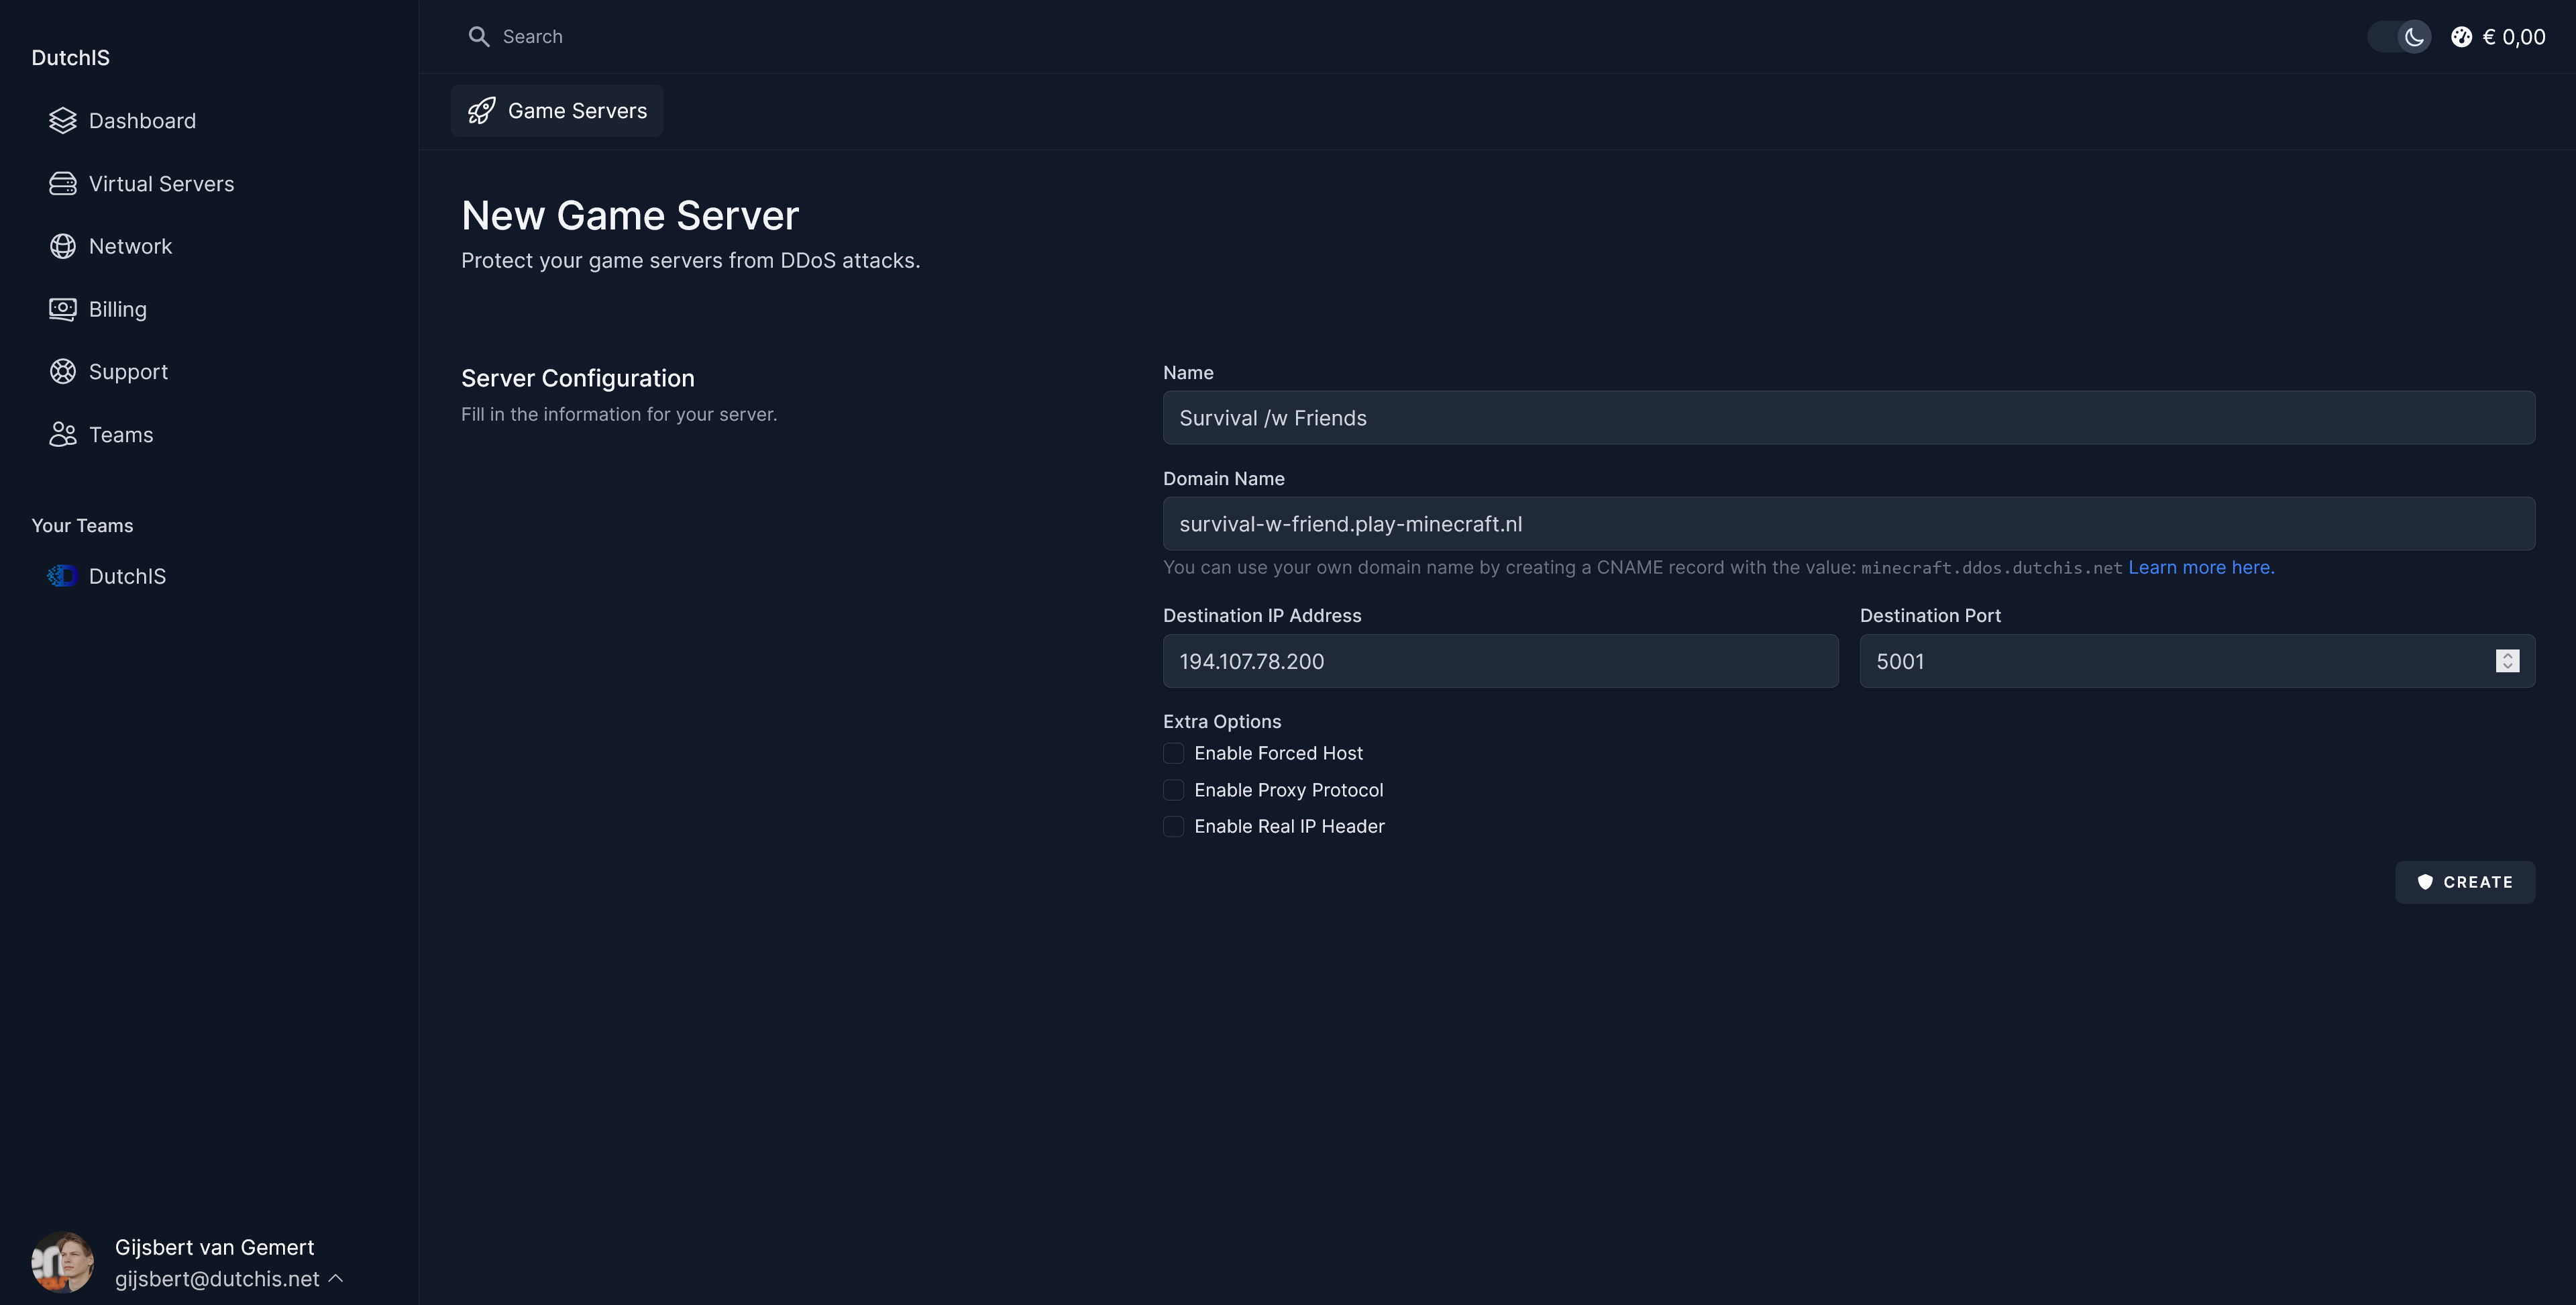 DutchIS
Dashboard
Virtual Servers
Network
Billing
Support
Teams
Your Teams
DutchIS
Gijsbert van Gemert
gijsbert@dutchis.net
Search
€ 0,00
Game Servers
New Game Server
Protect your game servers from DDoS attacks.
Server Configuration
Fill in the information for your server.
Name
Survival /w Friends
Domain Name
survival-w-friend.play-minecraft.nl
You can use your own domain name by creating a CNAME record with the value: minecraft.ddos.dutchis.net Learn more here.
Destination IP Address
194.107.78.200
Destination Port
5001
Extra Options
Enable Forced Host
Enable Proxy Protocol
Enable Real IP Header
CREATE